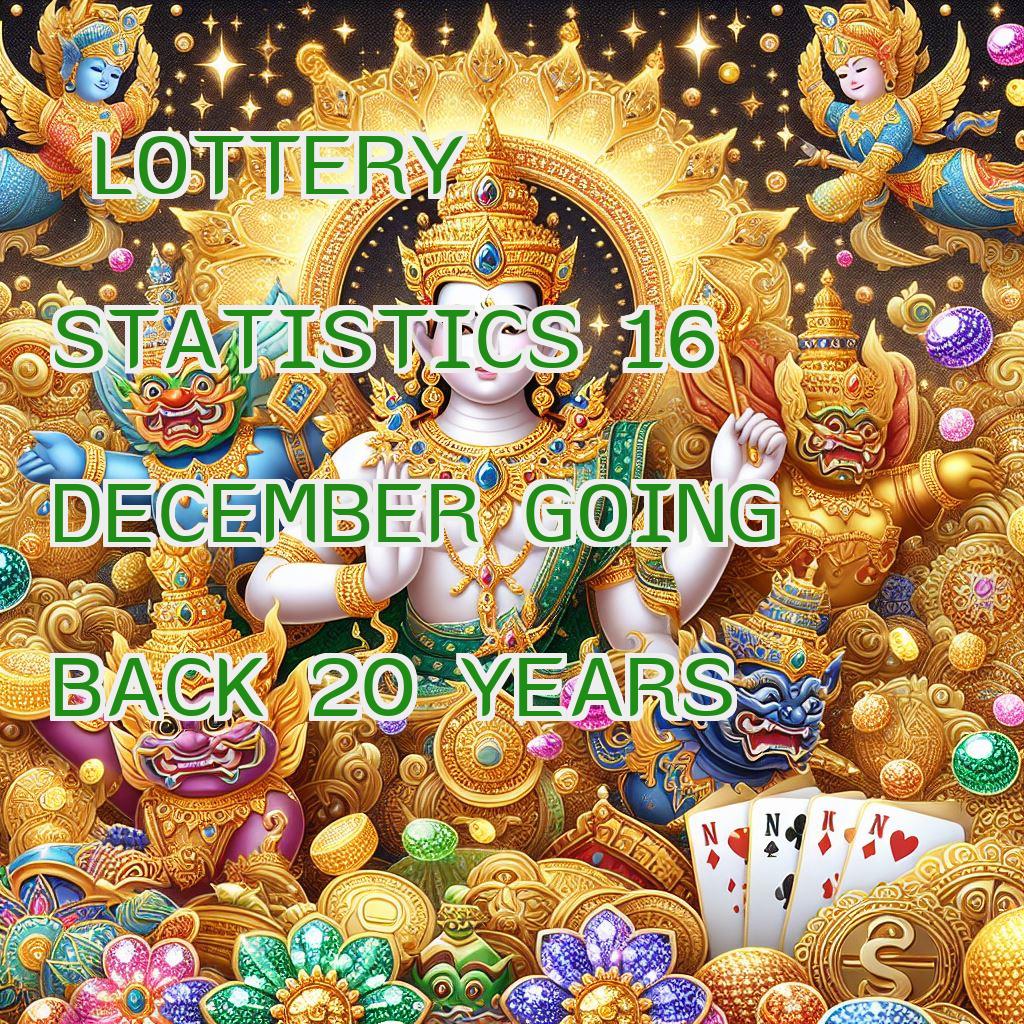 LOTTERY
STATISTICS 16
DECEMBER GOING
BACK 20 YEARS
N N N N